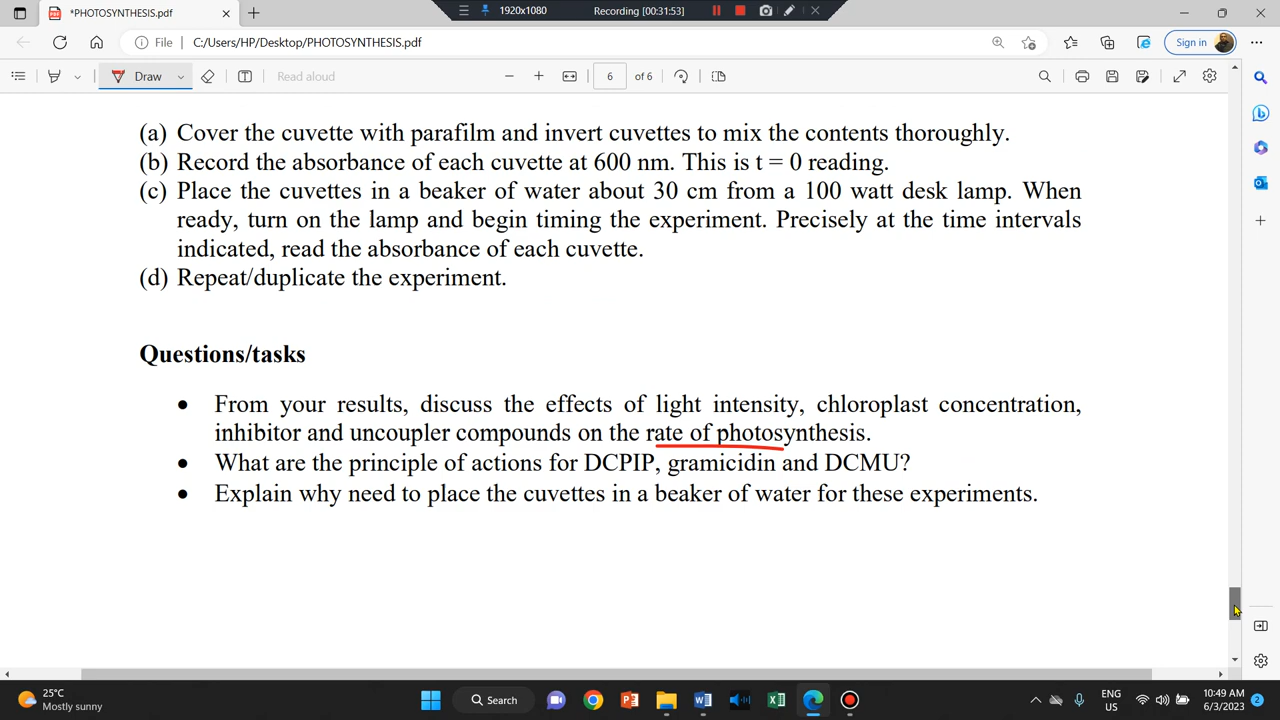 *PHOTOSYNTHESIS.pdf
1920x1080
Recording [00:31:53]
File
C:/Users/HP/Desktop/PHOTOSYNTHESIS.pdf
Sign in
Draw
Read aloud
6
of 6
(a) Cover the cuvette with parafilm and invert cuvettes to mix the contents thoroughly.
(b) Record the absorbance of each cuvette at 600 nm. This is t = 0 reading.
(c) Place the cuvettes in a beaker of water about 30 cm from a 100 watt desk lamp. When
ready, turn on the lamp and begin timing the experiment. Precisely at the time intervals
indicated, read the absorbance of each cuvette.
(d) Repeat/duplicate the experiment.
Questions/tasks
• From your results, discuss the effects of light intensity, chloroplast concentration,
inhibitor and uncoupler compounds on the rate of photosynthesis.
• What are the principle of actions for DCPIP, gramicidin and DCMU?
• Explain why need to place the cuvettes in a beaker of water for these experiments.
25°C
Mostly sunny
Search
ENG
US
10:49 AM
6/3/2023
2